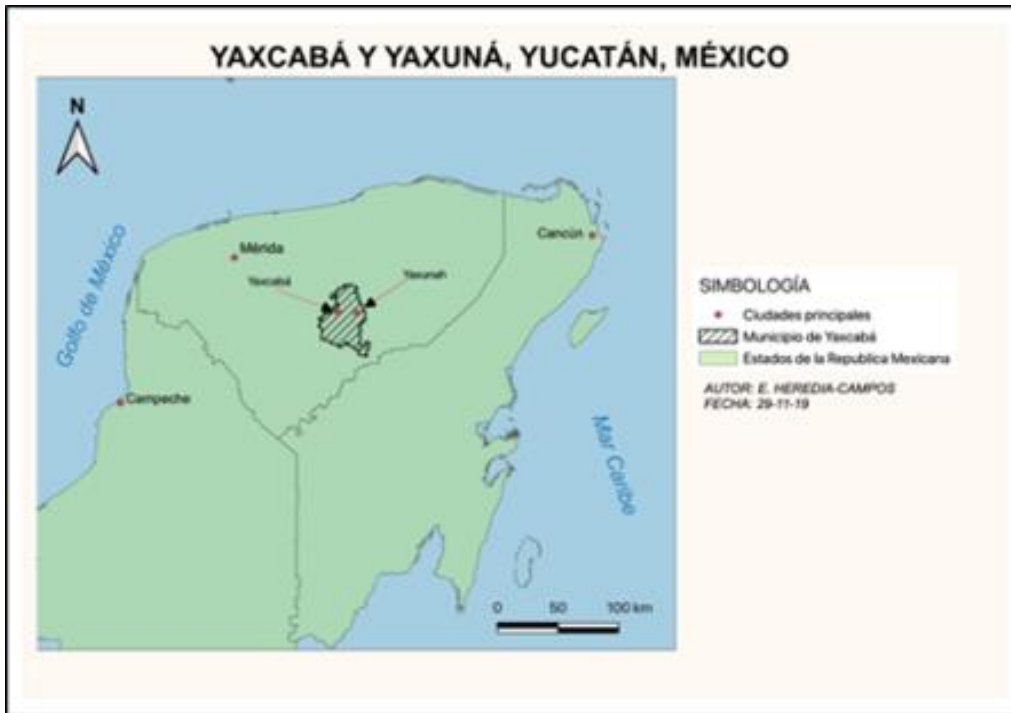 YAXCABÁ Y YAXUNÁ, YUCATÁN, MÉXICO
N
Golfo de México
Mérida
Cancún
Yaxcabá
Yaxunah
Campeche
Mar Caribe
0 50 100 km
SIMBOLOGÍA
Ciudades principales
Municipio de Yaxcabá
Estados de la Republica Mexicana
AUTOR: E. HEREDIA-CAMPOS
FECHA: 29-11-19